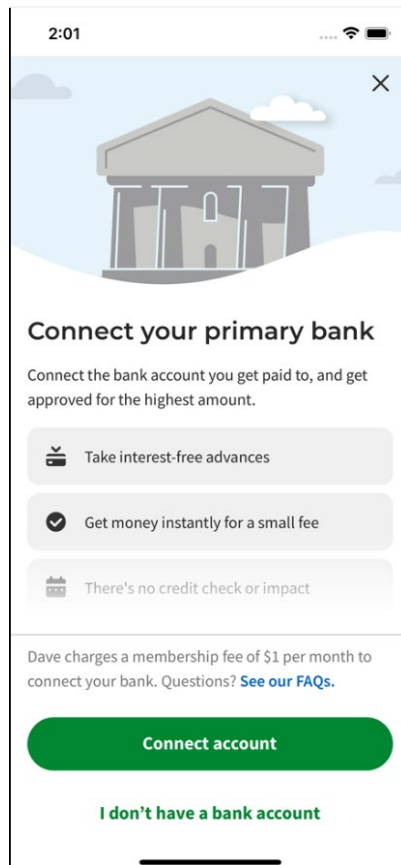 2:01
Connect your primary bank
Connect the bank account you get paid to, and get
approved for the highest amount.
Take interest-free advances
Get money instantly for a small fee
There's no credit check or impact
Dave charges a membership fee of $1 per month to
connect your bank. Questions? See our FAQs.
Connect account
I don’t have a bank account